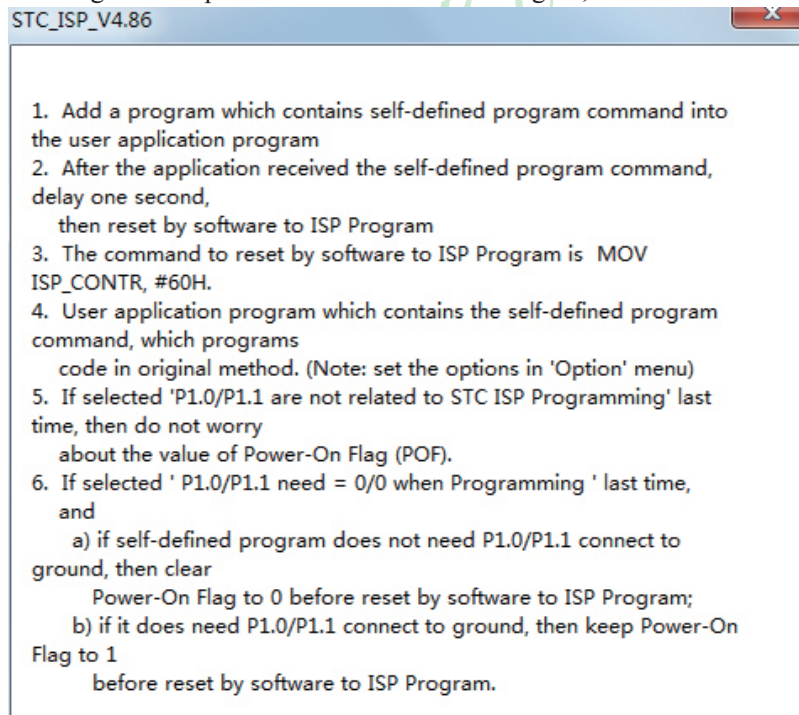 STC_ISP_V4.86
1. Add a program which contains self-defined program command into
the user application program
2. After the application received the self-defined program command,
delay one second,
then reset by software to ISP Program
3. The command to reset by software to ISP Program is MOV
ISP_CONTR, #60H.
4. User application program which contains the self-defined program
command, which programs
code in original method. (Note: set the options in 'Option' menu)
5. If selected 'P1.0/P1.1 are not related to STC ISP Programming' last
time, then do not worry
about the value of Power-On Flag (POF).
6. If selected ' P1.0/P1.1 need = 0/0 when Programming ' last time,
and
a) if self-defined program does not need P1.0/P1.1 connect to
ground, then clear
Power-On Flag to 0 before reset by software to ISP Program;
b) if it does need P1.0/P1.1 connect to ground, then keep Power-On
Flag to 1
before reset by software to ISP Program.